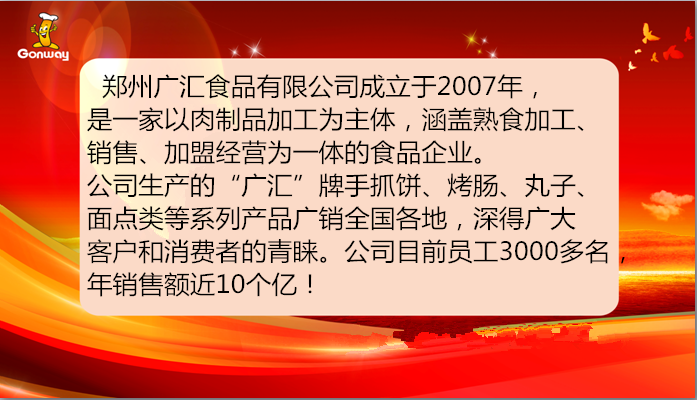 Gonway
郑州广汇食品有限公司成立于2007年，
是一家以肉制品加工为主体，涵盖熟食加工、
销售、加盟经营为一体的食品企业。
公司生产的“广汇”牌手抓饼、烤肠、丸子、
面点类等系列产品广销全国各地，深得广大
客户和消费者的青睐。公司目前员工3000多名，
年销售额近10个亿！